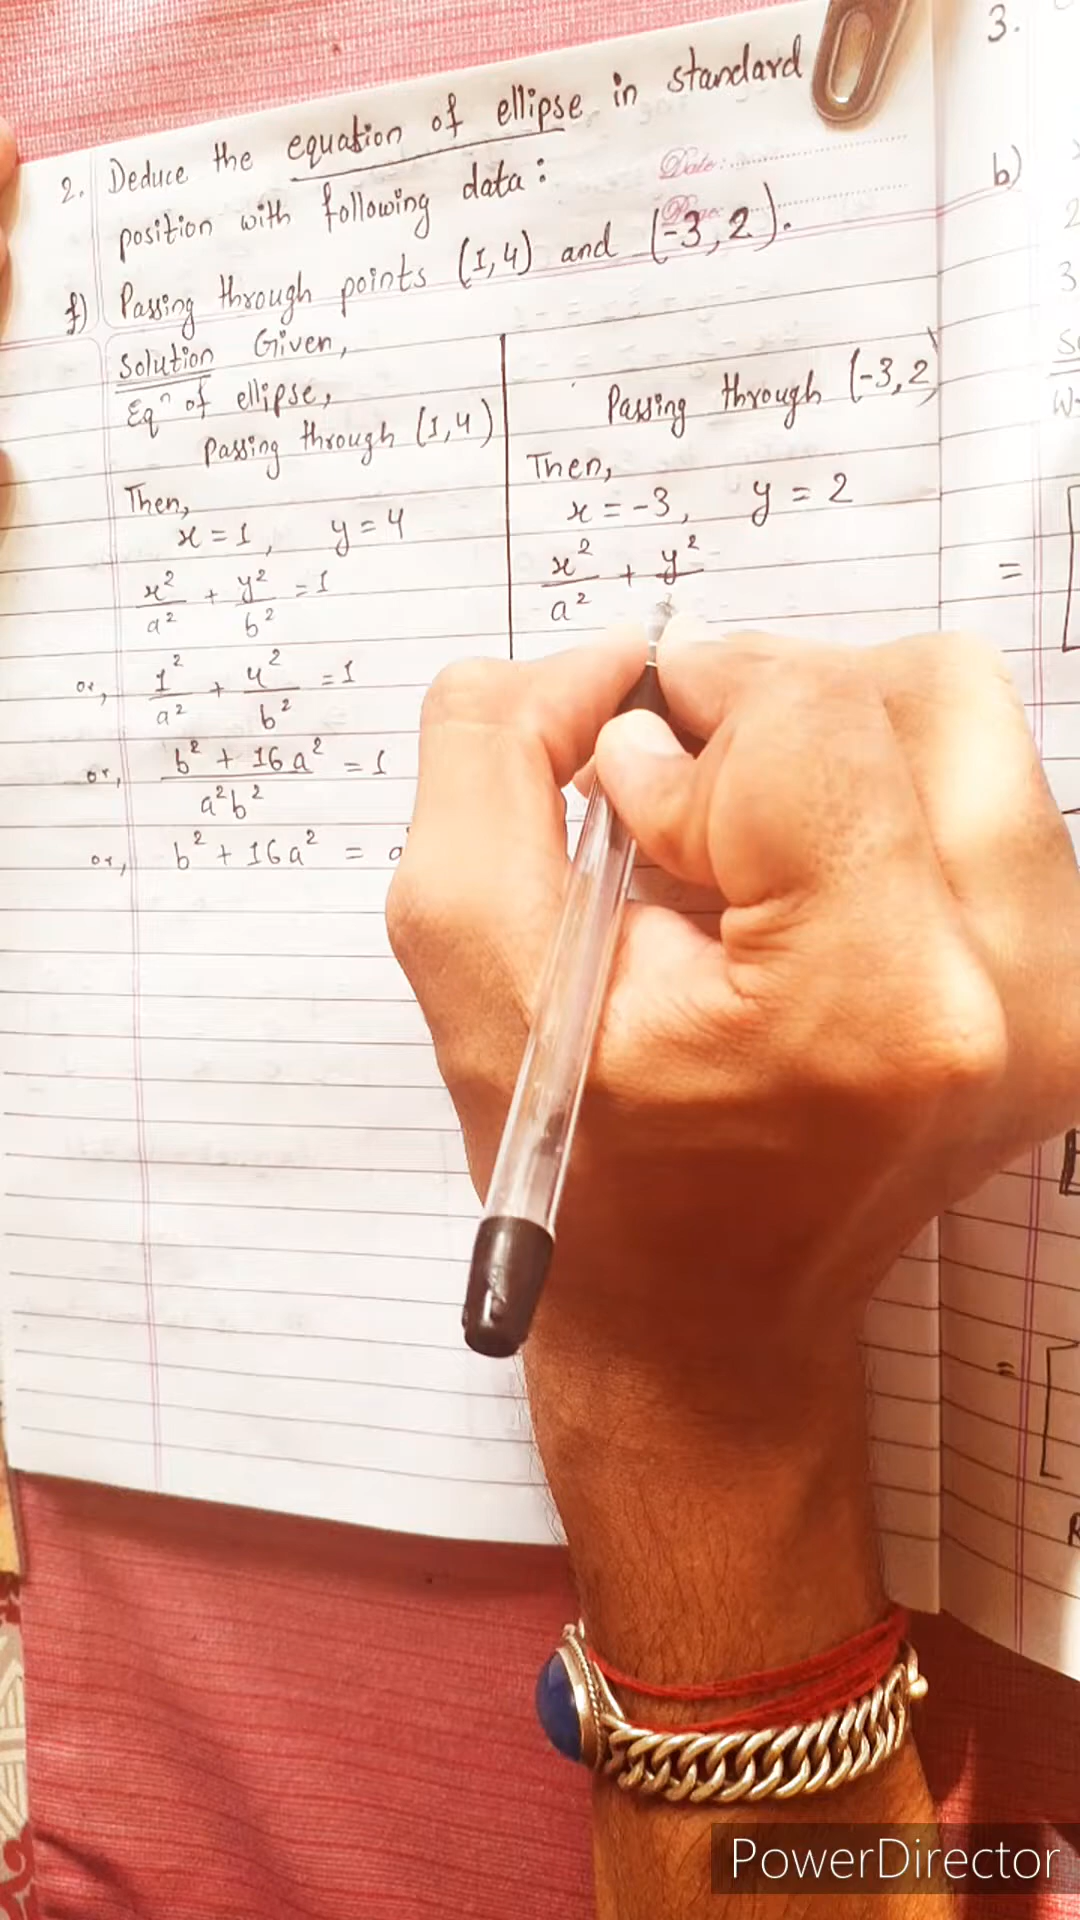 2. Deduce the equation of ellipse in standard
position with following data:
Date:
f) Passing through points (1,4) and (-3,2).
Solution Given,
Eqⁿ of ellipse,
Passing through (1,4)
Then,
x = 1, y = 4
x²/a² + y²/b² = 1
or, 1²/a² + 4²/b² = 1
or, b² + 16a²/a²b² = 1
or, b² + 16a² = a
Passing through (-3,2)
Then,
x = -3, y = 2
x²/a² + y²
3.
b)
3
=
=
PowerDirector